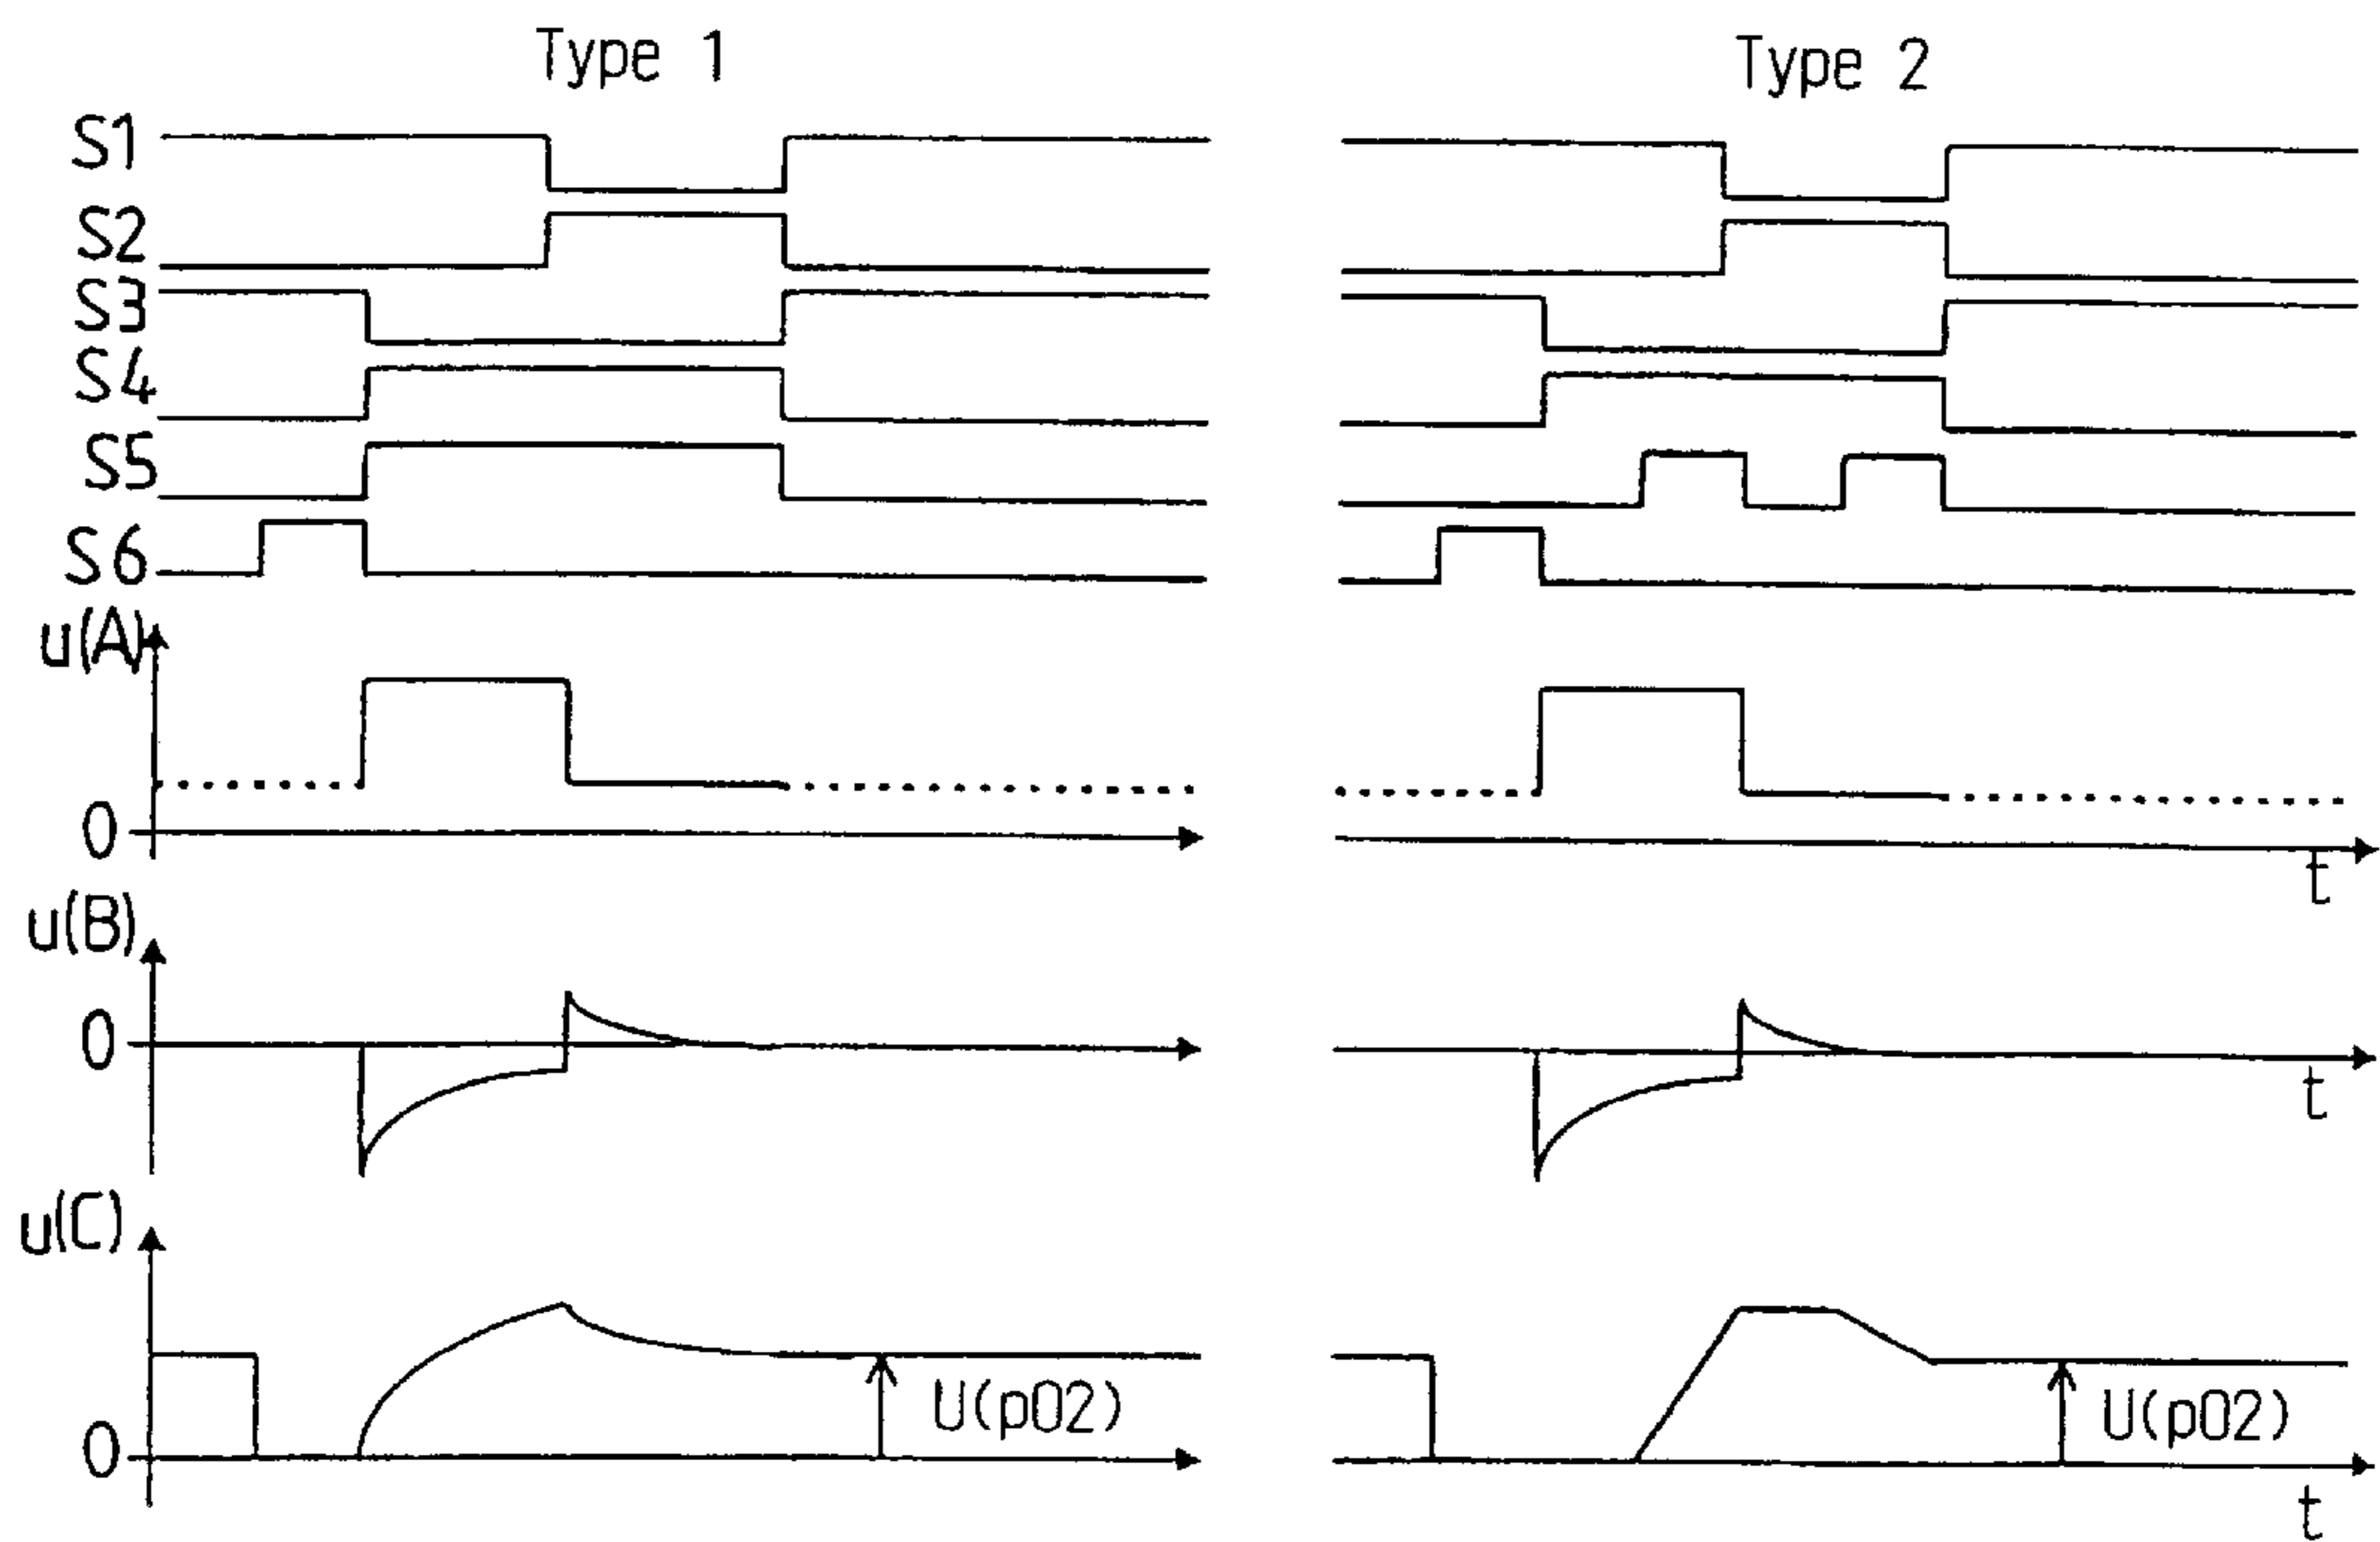 Type 1
Type 2
S1
S2
S3
S4
S5
S6
u(A)
0
t
u(B)
0
t
u(C)
U(pO2)
U(pO2)
0
t